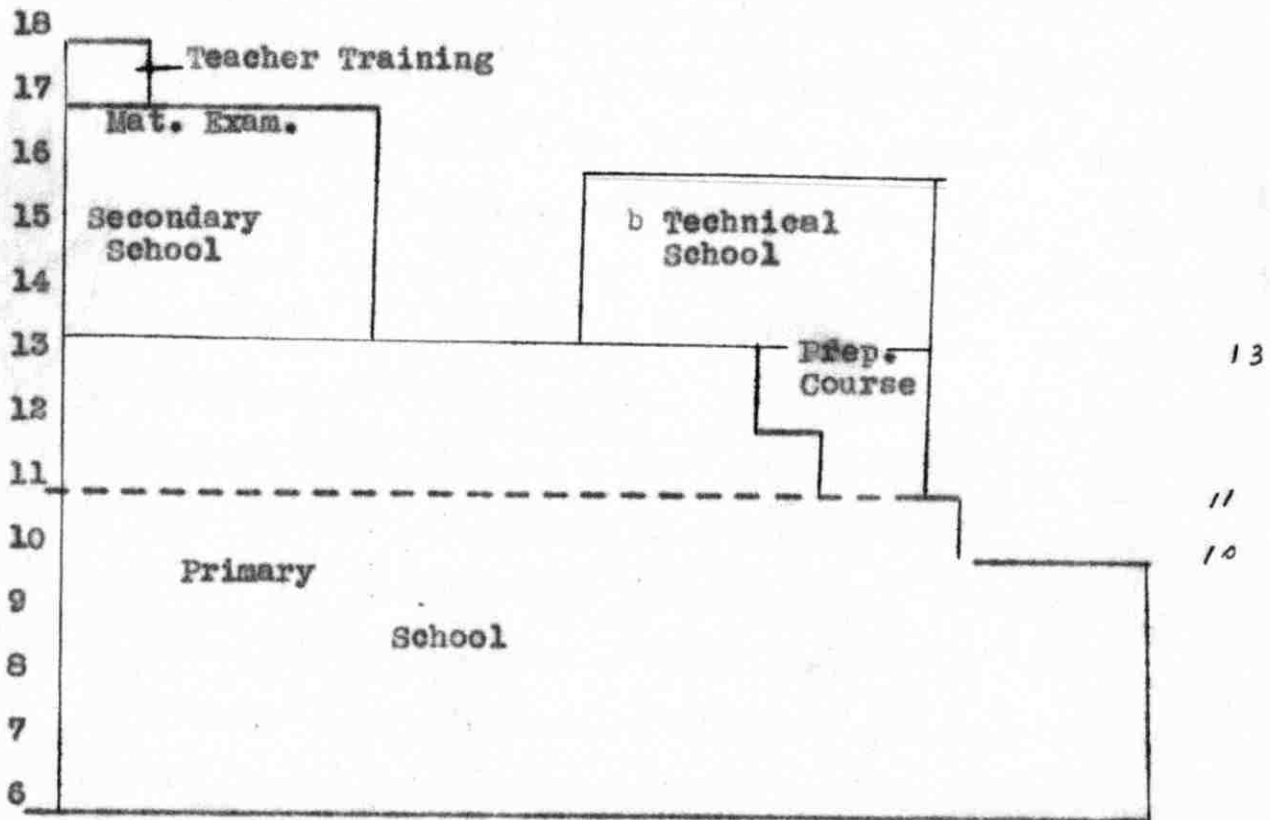 18
Teacher Training
17
Mat. Exam.
16
15
Secondary
School
b Technical
School
14
13
Prep.
Course
13
12
11
11
10
10
Primary
9
School
8
7
6